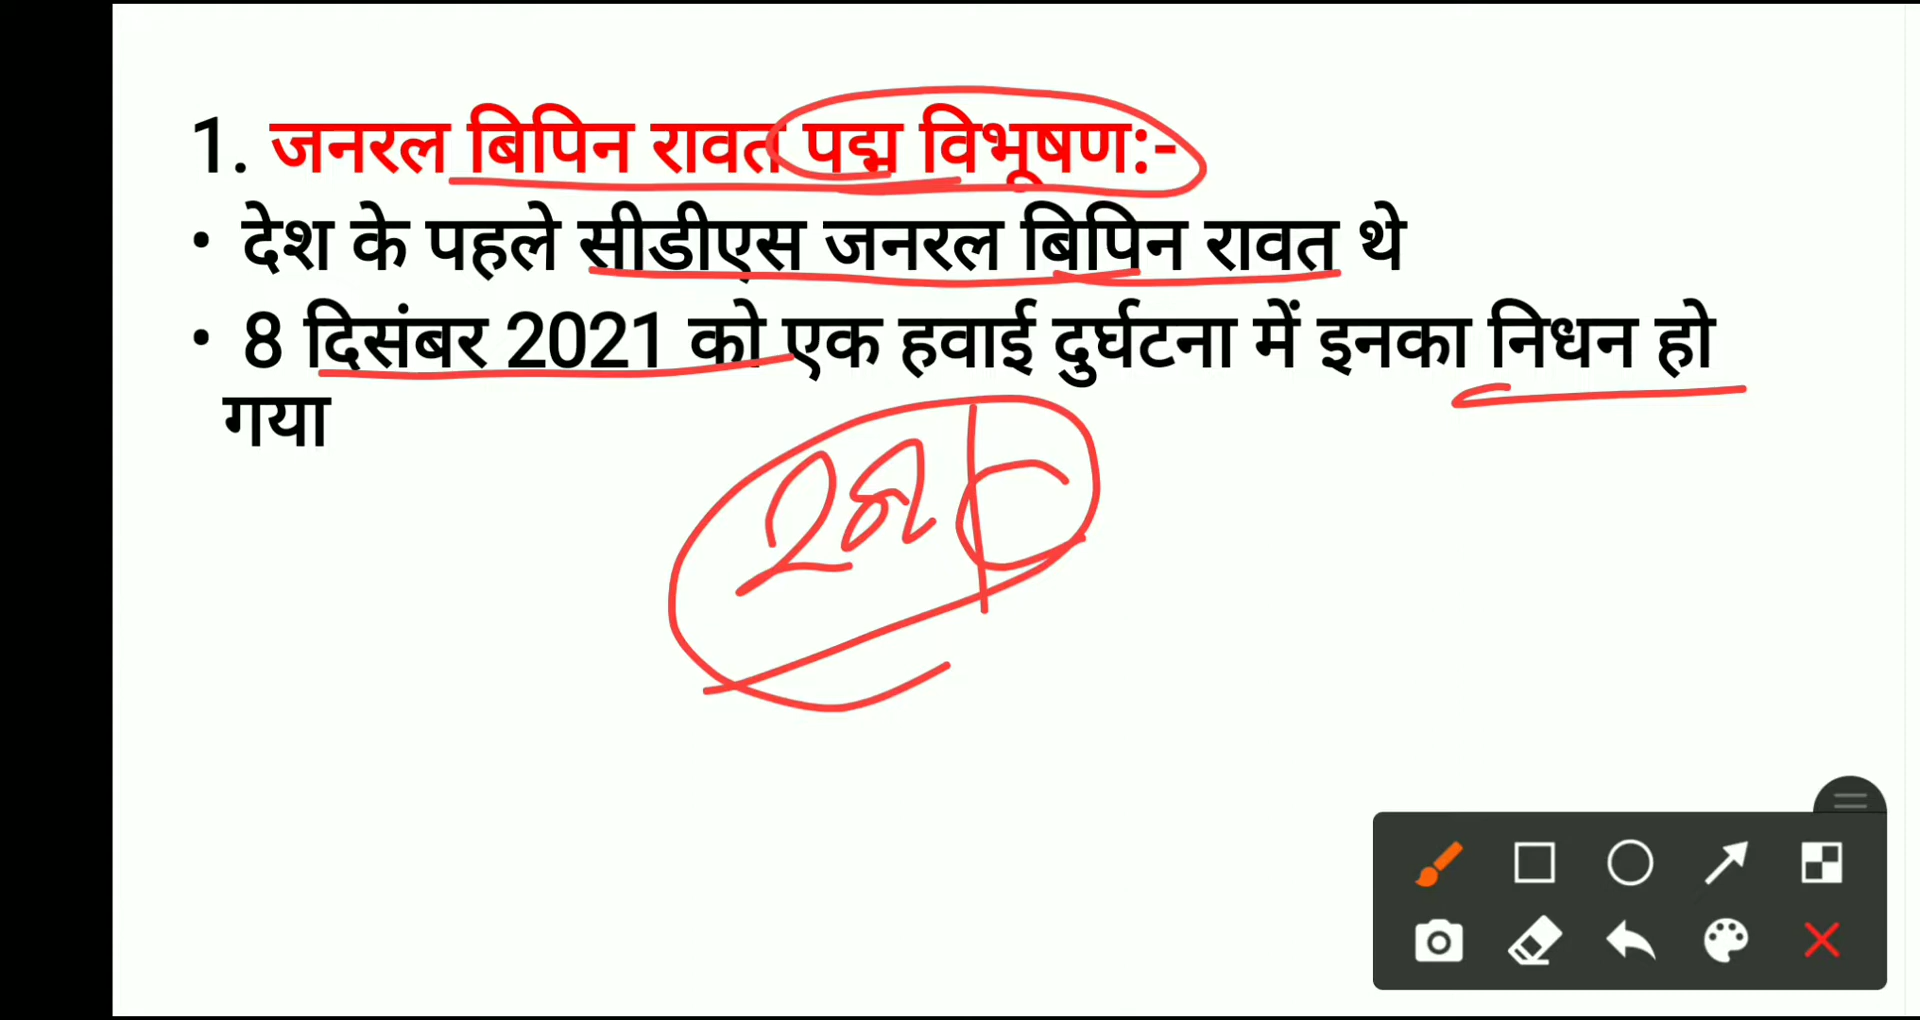 1. जनरल बिपिन रावत पद्म विभूषण:-
• देश के पहले सीडीएस जनरल बिपिन रावत थे
• 8 दिसंबर 2021 को एक हवाई दुर्घटना में इनका निधन हो
गया